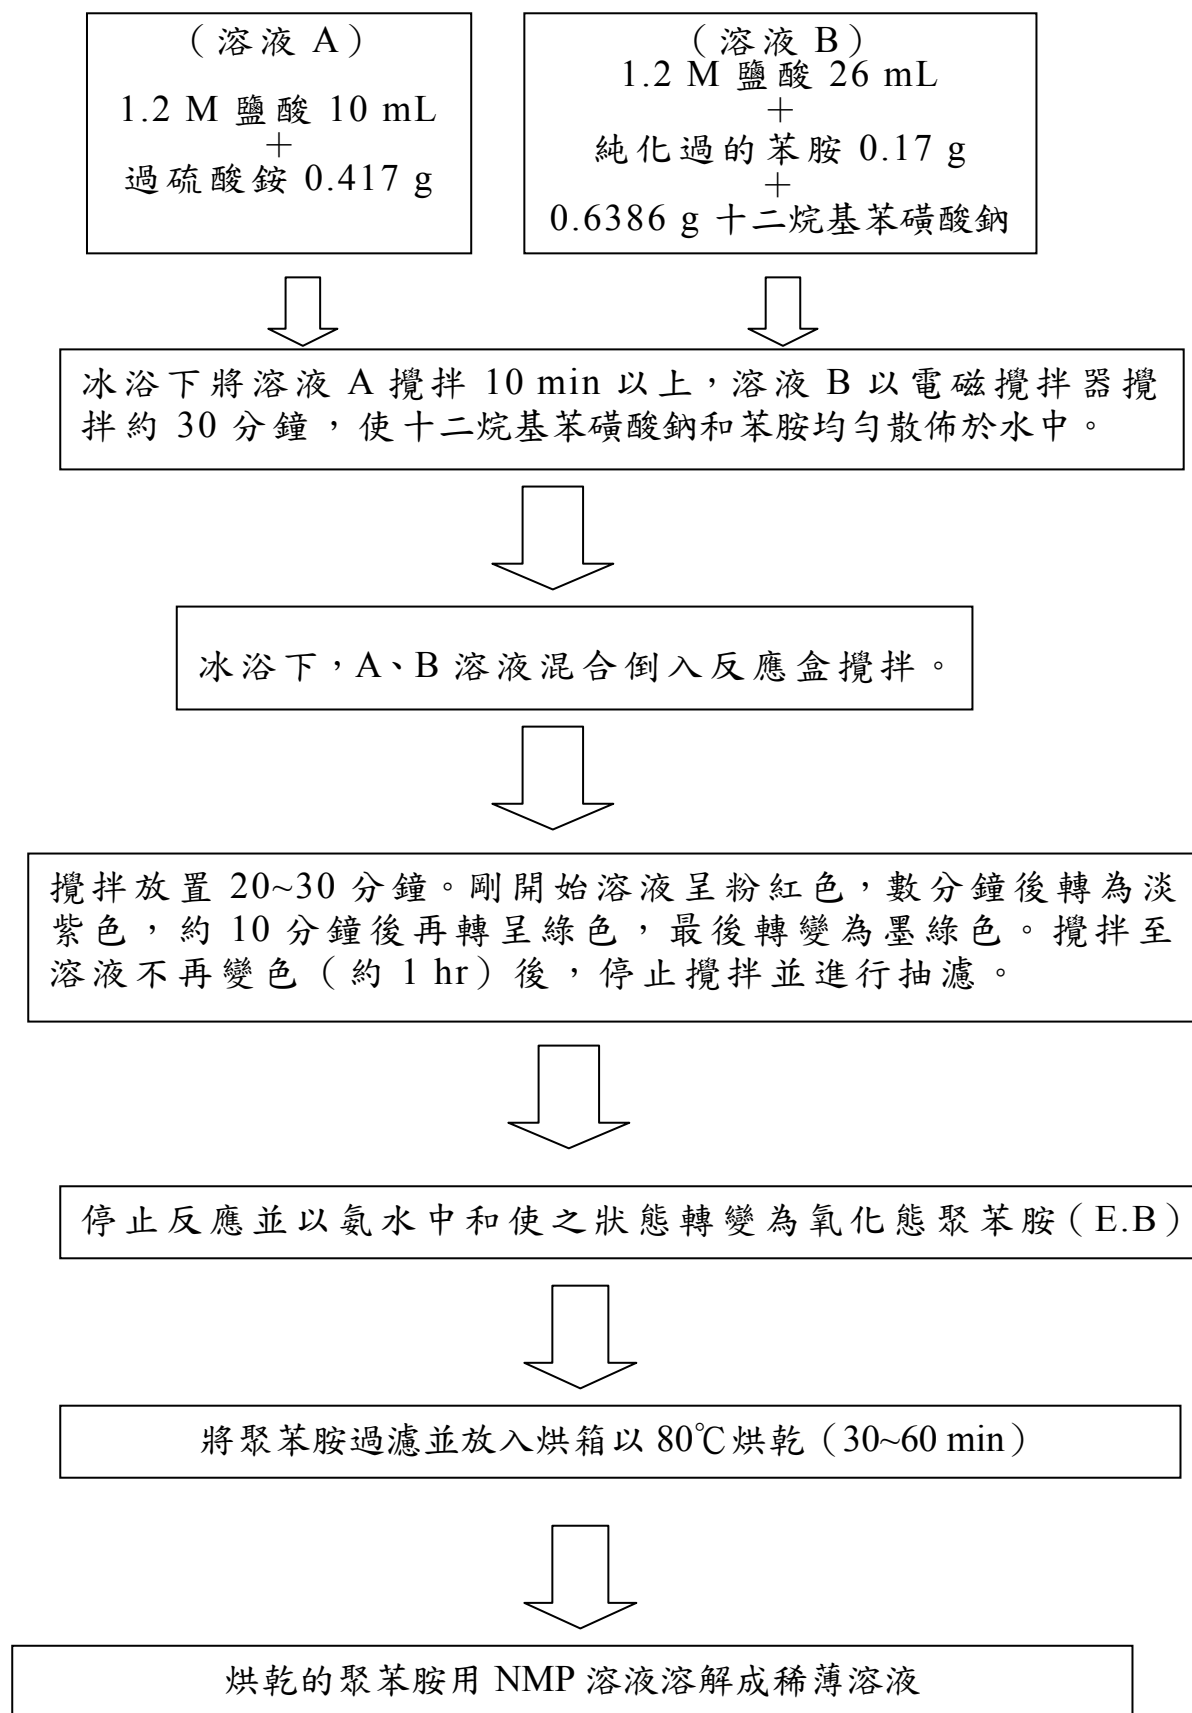 （溶液 A）
1.2 M 鹽酸 10 mL
＋
過硫酸銨 0.417 g
（溶液 B）
1.2 M 鹽酸 26 mL
＋
純化過的苯胺 0.17 g
＋
0.6386 g 十二烷基苯磺酸鈉
冰浴下將溶液 A 攪拌 10 min 以上，溶液 B 以電磁攪拌器攪
拌約 30 分鐘，使十二烷基苯磺酸鈉和苯胺均勻散佈於水中。
冰浴下，A、B 溶液混合倒入反應盒攪拌。
攪拌放置 20~30 分鐘。剛開始溶液呈粉紅色，數分鐘後轉為淡
紫色，約 10 分鐘後再轉呈綠色，最後轉變為墨綠色。攪拌至
溶液不再變色（約 1 hr）後，停止攪拌並進行抽濾。
停止反應並以氨水中和使之狀態轉變為氧化態聚苯胺（E.B）
將聚苯胺過濾並放入烘箱以 80℃烘乾（30~60 min）
烘乾的聚苯胺用 NMP 溶液溶解成稀薄溶液